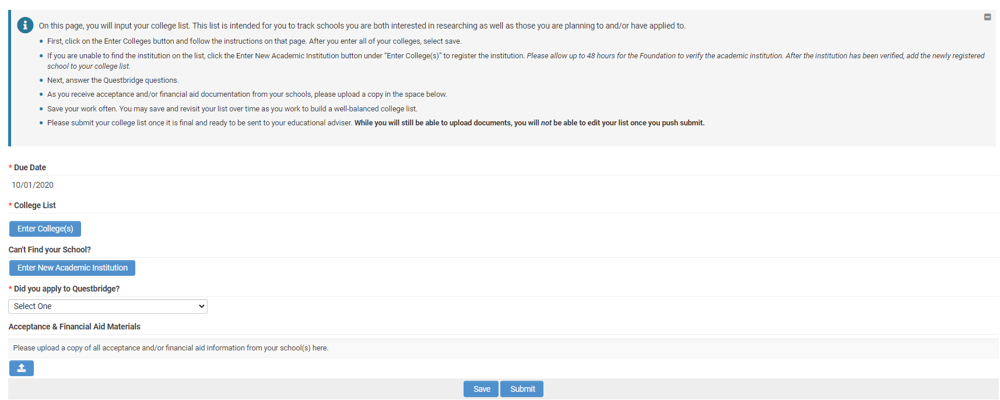 On this page, you will input your college list. This list is intended for you to track schools you are both interested in researching as well as those you are planning to and/or have applied to.
First, click on the Enter Colleges button and follow the instructions on that page. After you enter all of your colleges, select save.
If you are unable to find the institution on the list, click the Enter New Academic Institution button under “Enter College(s)” to register the institution. Please allow up to 48 hours for the Foundation to verify the academic institution. After the institution has been verified, add the newly registered
school to your college list.
Next, answer the Questbridge questions.
As you receive acceptance and/or financial aid documentation from your schools, please upload a copy in the space below.
Save your work often. You may save and revisit your list over time as you work to build a well-balanced college list.
Please submit your college list once it is final and ready to be sent to your educational adviser. While you will still be able to upload documents, you will not be able to edit your list once you push submit.
* Due Date
10/01/2020
* College List
Enter College(s)
Can't Find your School?
Enter New Academic Institution
* Did you apply to Questbridge?
Select One
Acceptance & Financial Aid Materials
Please upload a copy of all acceptance and/or financial aid information from your school(s) here.
Save Submit